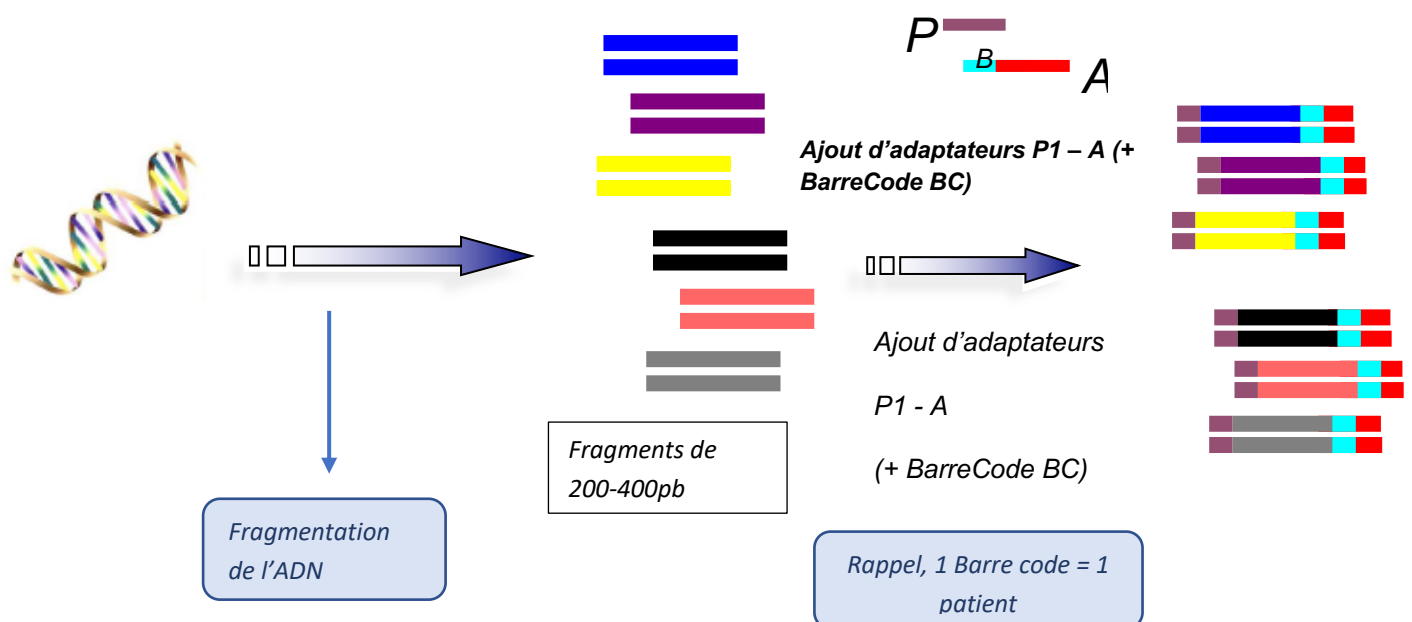 P
B
A
Ajout d’adaptateurs P1 – A (+
BarreCode BC)
Ajout d’adaptateurs
P1 - A
(+ BarreCode BC)
Fragments de
200-400pb
Fragmentation
de l’ADN
Rappel, 1 Barre code = 1
patient